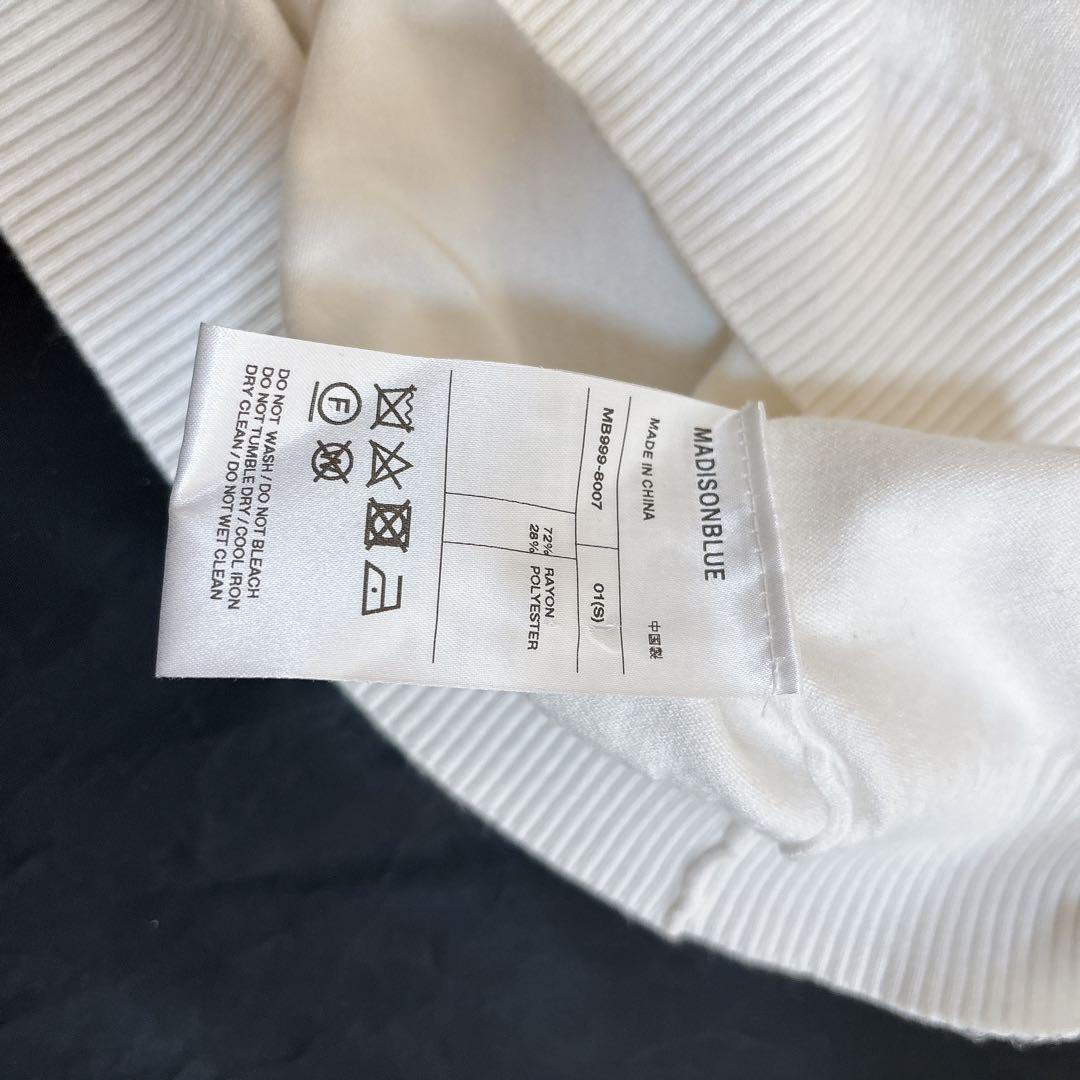 MADISONBLUE
MADE IN CHINA 中国製
MB999-8007 01(S)
72% RAYON
28% POLYESTER
F
W
DO NOT WASH / DO NOT BLEACH
DO NOT TUMBLE DRY / COOL IRON
DRY CLEAN / DO NOT WET CLEAN